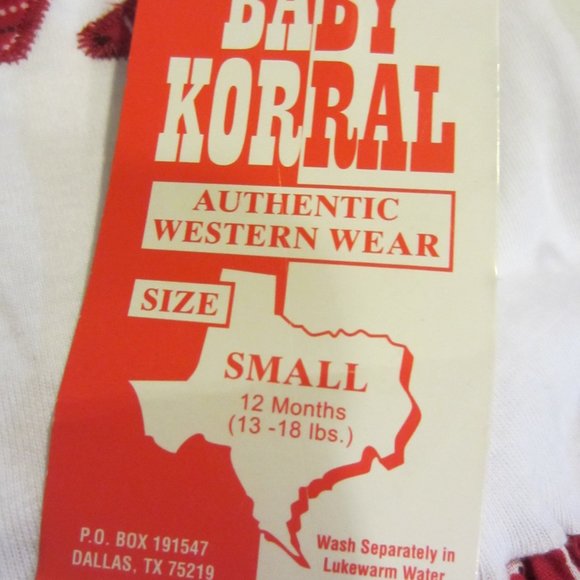 BABY
KORRAL
AUTHENTIC
WESTERN WEAR
SIZE
SMALL
12 Months
(13 -18 lbs.)
P.O. BOX 191547
DALLAS, TX 75219
Wash Separately in
Lukewarm Water